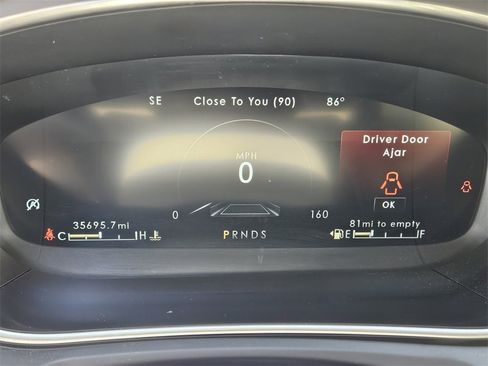 SE Close To You (90) 86°
Driver Door
Ajar
MPH
0
OK
0 160
35695.7mi 81mi to empty
C H PRNDS E F